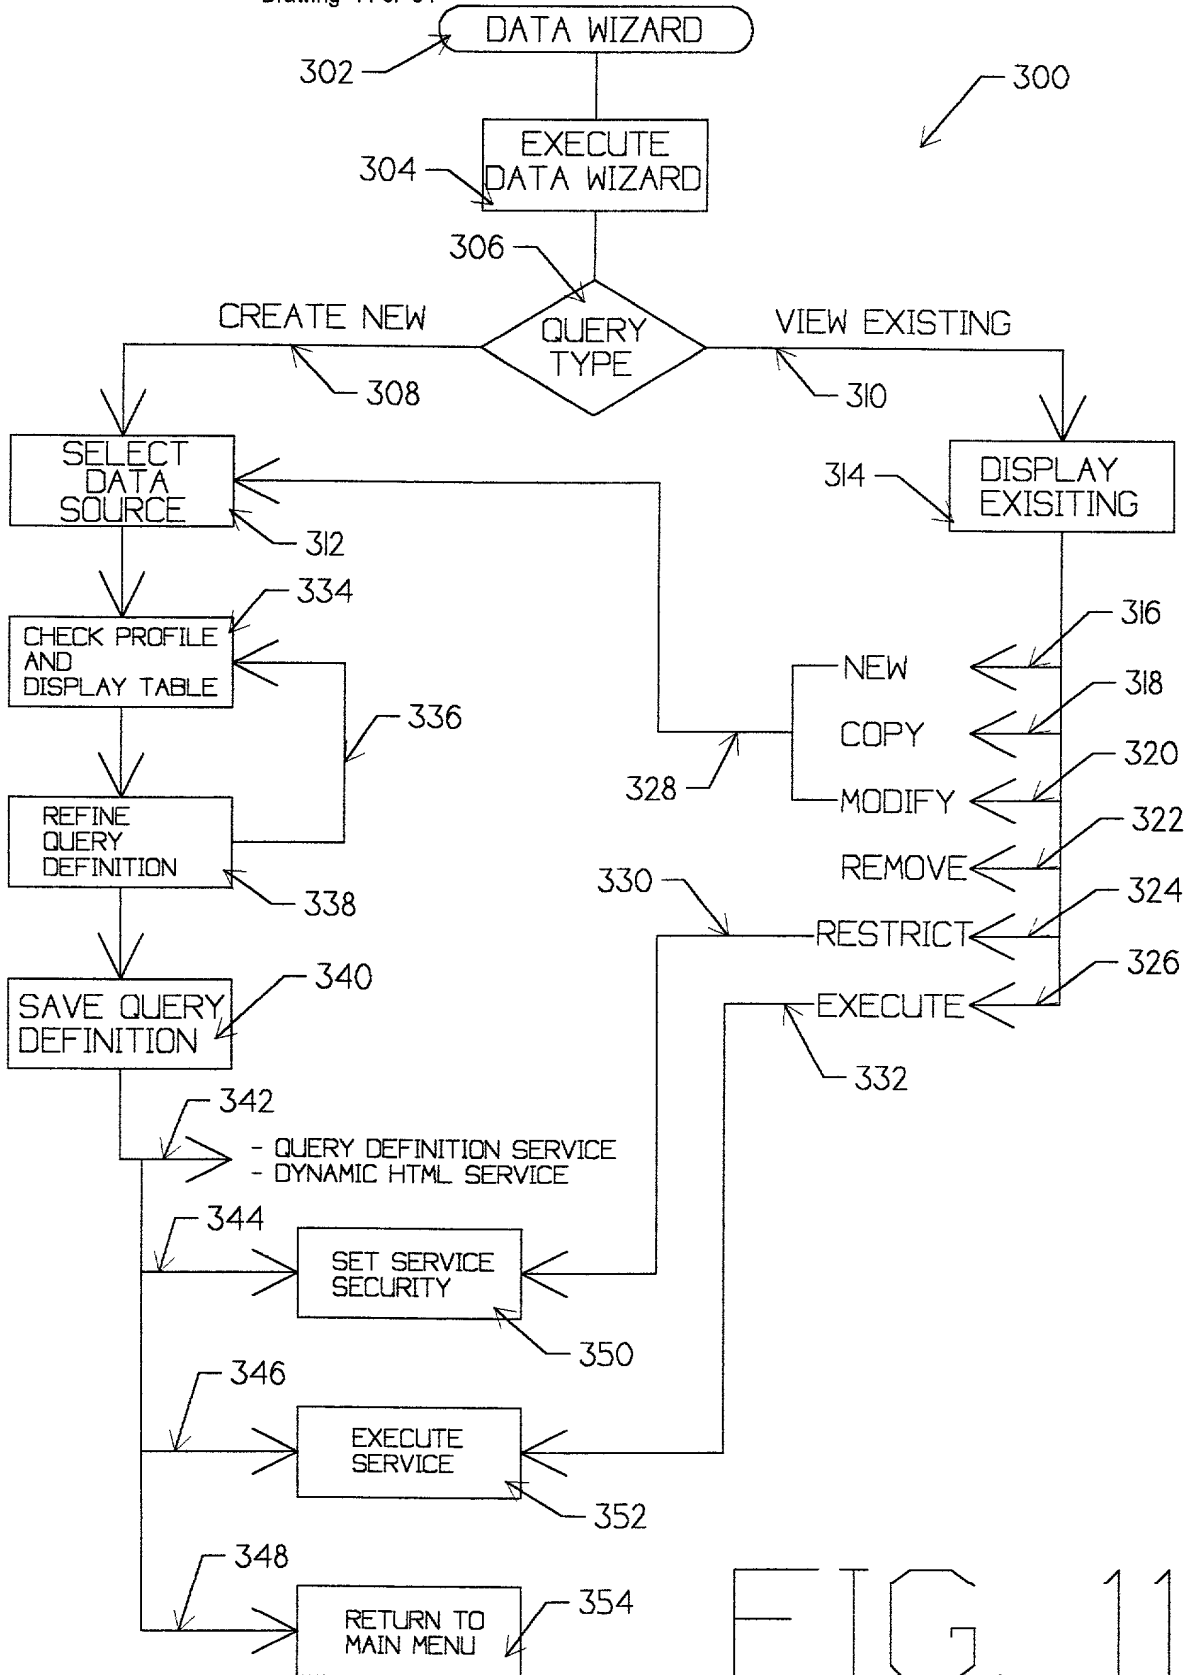 DATA WIZARD
302
300
EXECUTE
DATA WIZARD
304
306
CREATE NEW
QUERY
TYPE
VIEW EXISTING
308
310
SELECT
DATA
SOURCE
312
DISPLAY
EXISITING
314
334
CHECK PROFILE
AND
DISPLAY TABLE
336
316
NEW
318
COPY
320
MODIFY
328
322
REMOVE
REFINE
QUERY
DEFINITION
338
330
324
RESTRICT
326
EXECUTE
332
340
SAVE QUERY
DEFINITION
342
- QUERY DEFINITION SERVICE
- DYNAMIC HTML SERVICE
344
SET SERVICE
SECURITY
350
346
EXECUTE
SERVICE
352
348
RETURN TO
MAIN MENU
354
FIG. 11